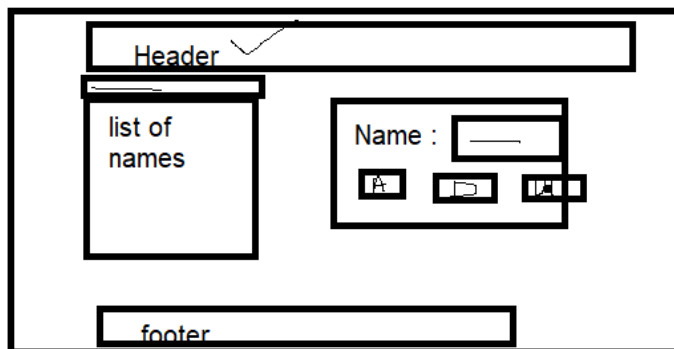 Header
list of
names
Name :
A
D
footer